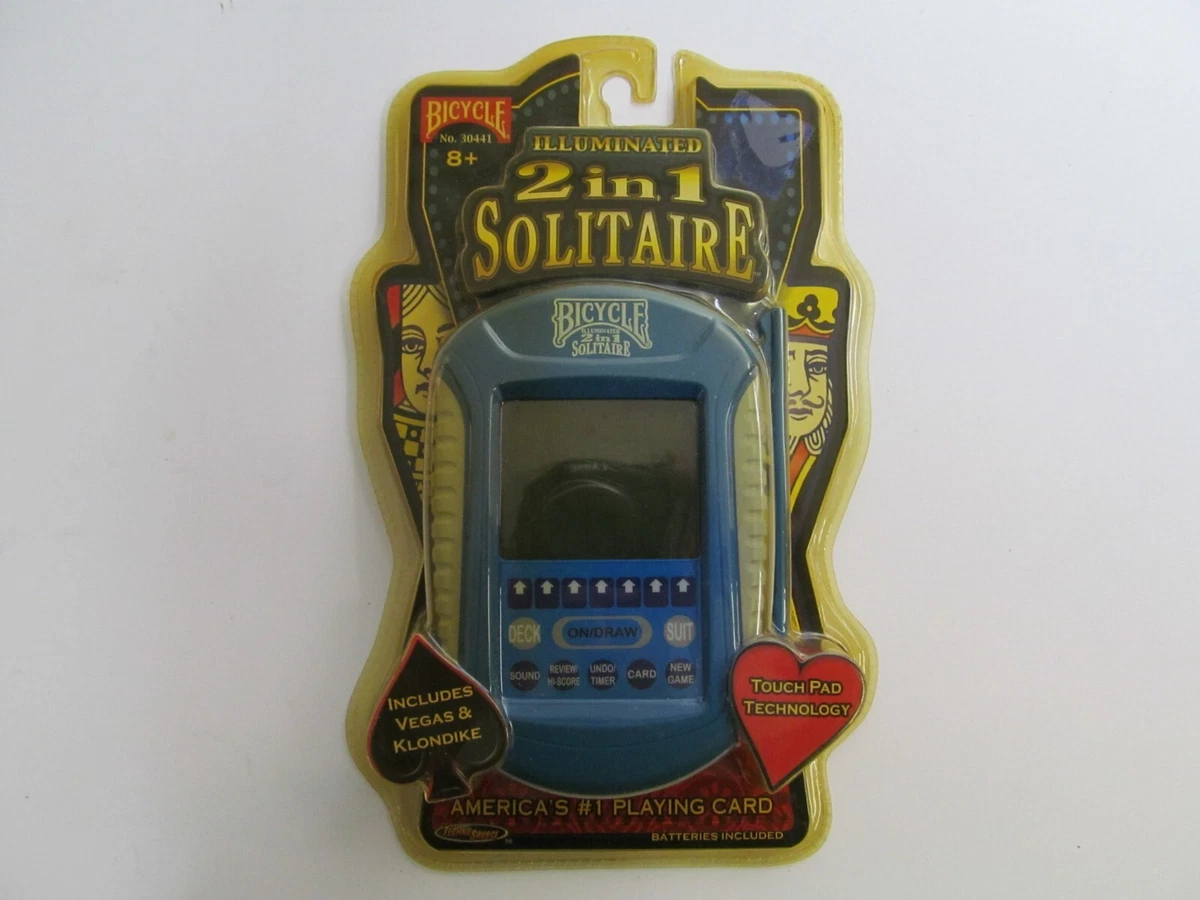 BICYCLE
No. 30441
8+
ILLUMINATED
2 in 1
SOLITAIRE
BICYCLE
ILLUMINATED
2 in 1
SOLITAIRE
DECK
ON/DRAW
SUIT
SOUND
REVIEW/
HI-SCORE
UNDO/
TIMER
CARD
NEW
GAME
INCLUDES
VEGAS &
KLONDIKE
TOUCH PAD
TECHNOLOGY
AMERICA'S #1 PLAYING CARD
TECHNO SOURCE
BATTERIES INCLUDED